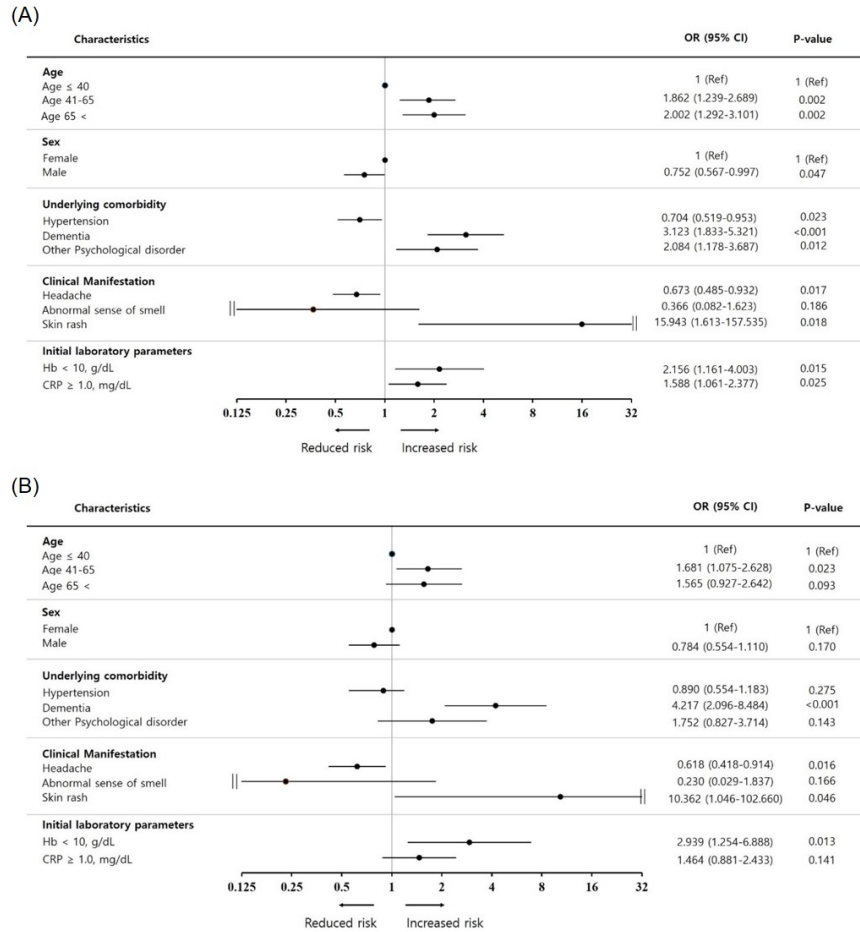 (A)
Characteristics OR (95% CI) P-value
Age
Age ≤ 40 1 (Ref) 1 (Ref)
Age 41-65 1.862 (1.239-2.689) 0.002
Age 65 < 2.002 (1.292-3.101) 0.002
Sex
Female 1 (Ref) 1 (Ref)
Male 0.752 (0.567-0.997) 0.047
Underlying comorbidity
Hypertension 0.704 (0.519-0.953) 0.023
Dementia 3.123 (1.833-5.321) <0.001
Other Psychological disorder 2.084 (1.178-3.687) 0.012
Clinical Manifestation
Headache 0.673 (0.485-0.932) 0.017
Abnormal sense of smell 0.366 (0.082-1.623) 0.186
Skin rash 15.943 (1.613-157.535) 0.018
Initial laboratory parameters
Hb < 10, g/dL 2.156 (1.161-4.003) 0.015
CRP ≥ 1.0, mg/dL 1.588 (1.061-2.377) 0.025
0.125 0.25 0.5 1 2 4 8 16 32
Reduced risk Increased risk
(B)
Characteristics OR (95% CI) P-value
Age
Age ≤ 40 1 (Ref) 1 (Ref)
Age 41-65 1.681 (1.075-2.628) 0.023
Age 65 < 1.565 (0.927-2.642) 0.093
Sex
Female 1 (Ref) 1 (Ref)
Male 0.784 (0.554-1.110) 0.170
Underlying comorbidity
Hypertension 0.890 (0.554-1.183) 0.275
Dementia 4.217 (2.096-8.484) <0.001
Other Psychological disorder 1.752 (0.827-3.714) 0.143
Clinical Manifestation
Headache 0.618 (0.418-0.914) 0.016
Abnormal sense of smell 0.230 (0.029-1.837) 0.166
Skin rash 10.362 (1.046-102.660) 0.046
Initial laboratory parameters
Hb < 10, g/dL 2.939 (1.254-6.888) 0.013
CRP ≥ 1.0, mg/dL 1.464 (0.881-2.433) 0.141
0.125 0.25 0.5 1 2 4 8 16 32
Reduced risk Increased risk